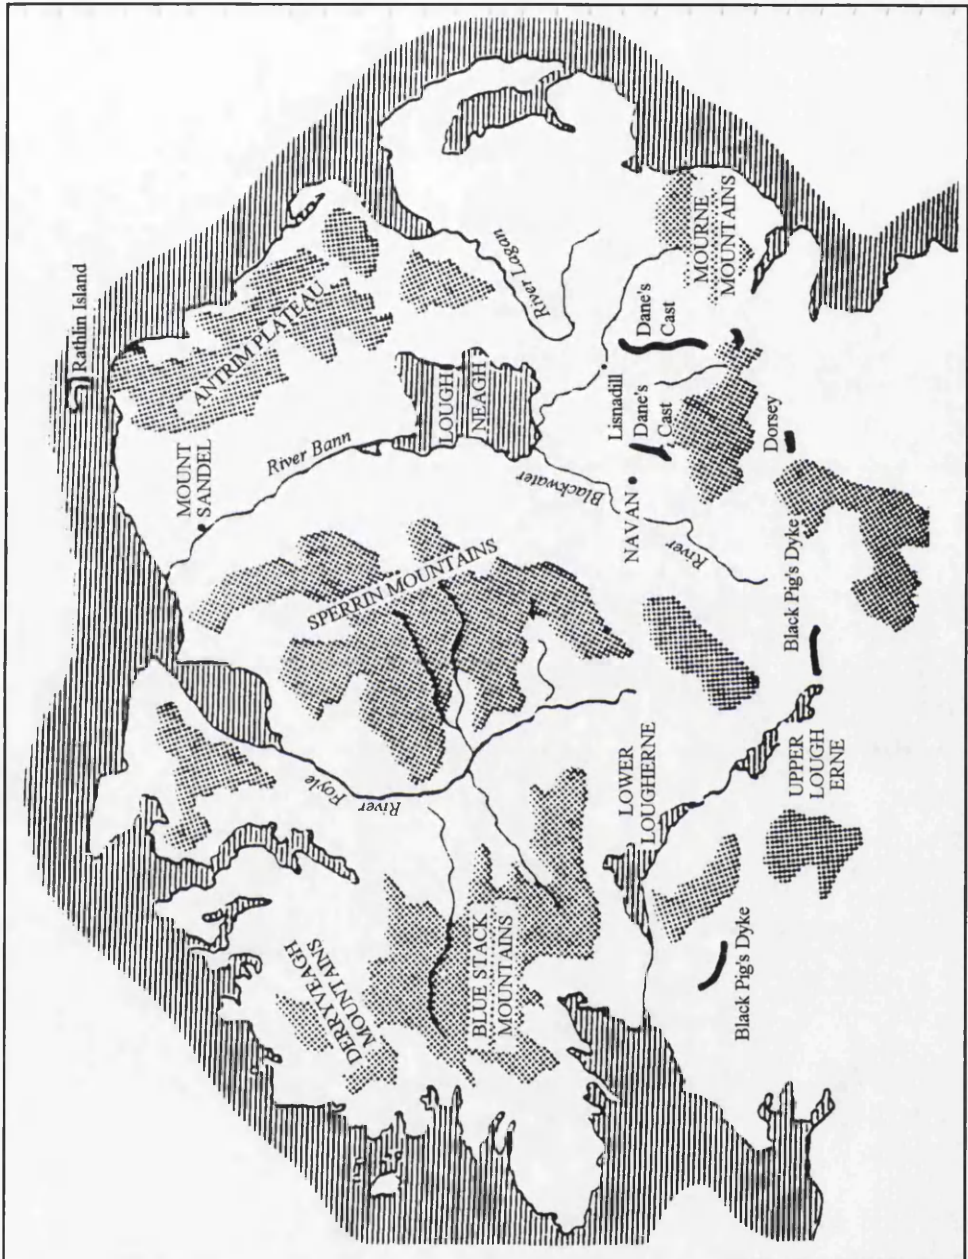 Rathlin Island
ANTRIM PLATEAU
MOUNT
SANDEL
River Bann
LOUGH
NEAGH
River Lagan
SPERRIN MOUNTAINS
River
Foyle
DERRYVEAGH
MOUNTAINS
BLUE STACK
MOUNTAINS
LOWER
LOUGHERNE
UPPER
LOUGH
ERNE
Black Pig's Dyke
Black Pig's Dyke
Blackwater
River
NAVAN
Lisnadill
Dane's
Cast
Dane's
Cast
Dorsey
MOURNE
MOUNTAINS